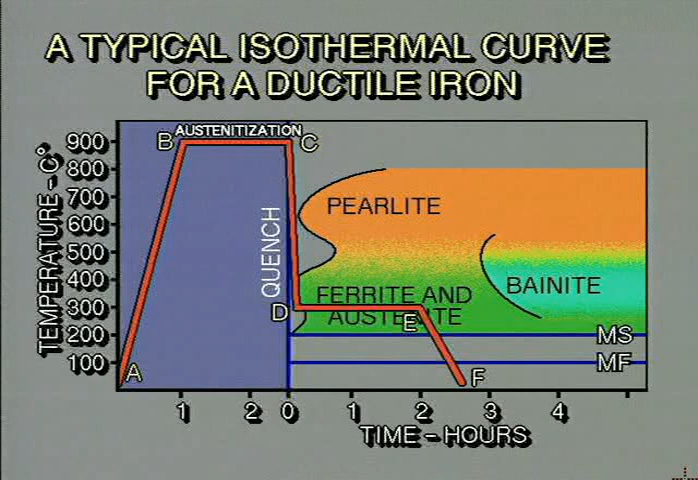 A TYPICAL ISOTHERMAL CURVE
FOR A DUCTILE IRON
AUSTENITIZATION
B
C
900
800
700
600
500
400
300
200
100
TEMPERATURE - C°
QUENCH
PEARLITE
BAINITE
FERRITE AND
AUSTENITE
D
E
MS
MF
A
F
1 2 0 1 2 3 4
TIME - HOURS